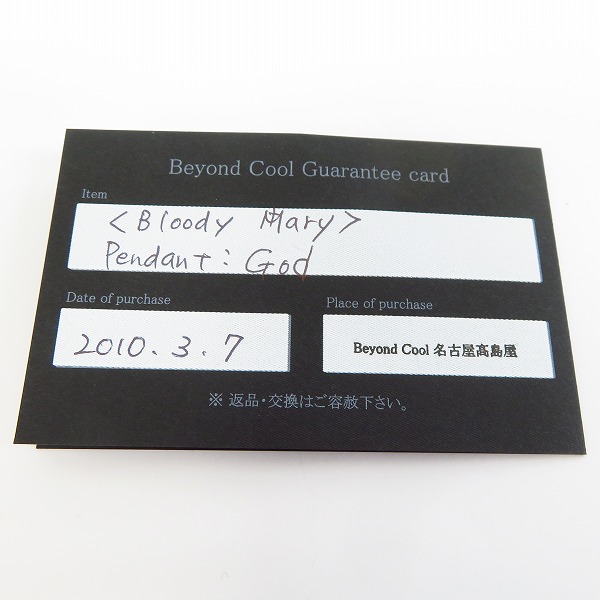 Beyond Cool Guarantee card
Item
<Bloody Mary>
Pendant : God
Date of purchase
Place of purchase
2010.3.7
Beyond Cool 名古屋髙島屋
※ 返品・交換はご容赦下さい。